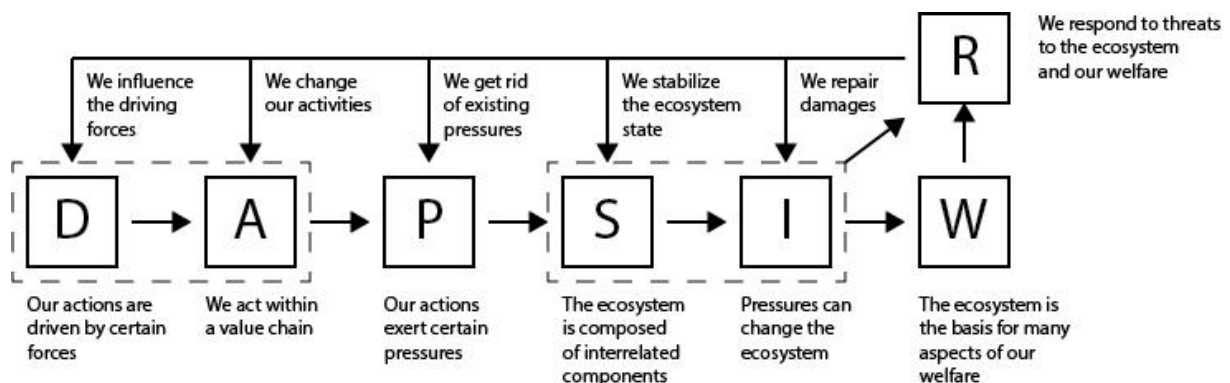 R
We respond to threats
to the ecosystem
and our welfare
We influence
the driving
forces
We change
our activities
We get rid
of existing
pressures
We stabilize
the ecosystem
state
We repair
damages
D
A
P
S
I
W
Our actions are
driven by certain
forces
We act within
a value chain
Our actions
exert certain
pressures
The ecosystem
is composed
of interrelated
components
Pressures can
change the
ecosystem
The ecosystem is
the basis for many
aspects of our
welfare